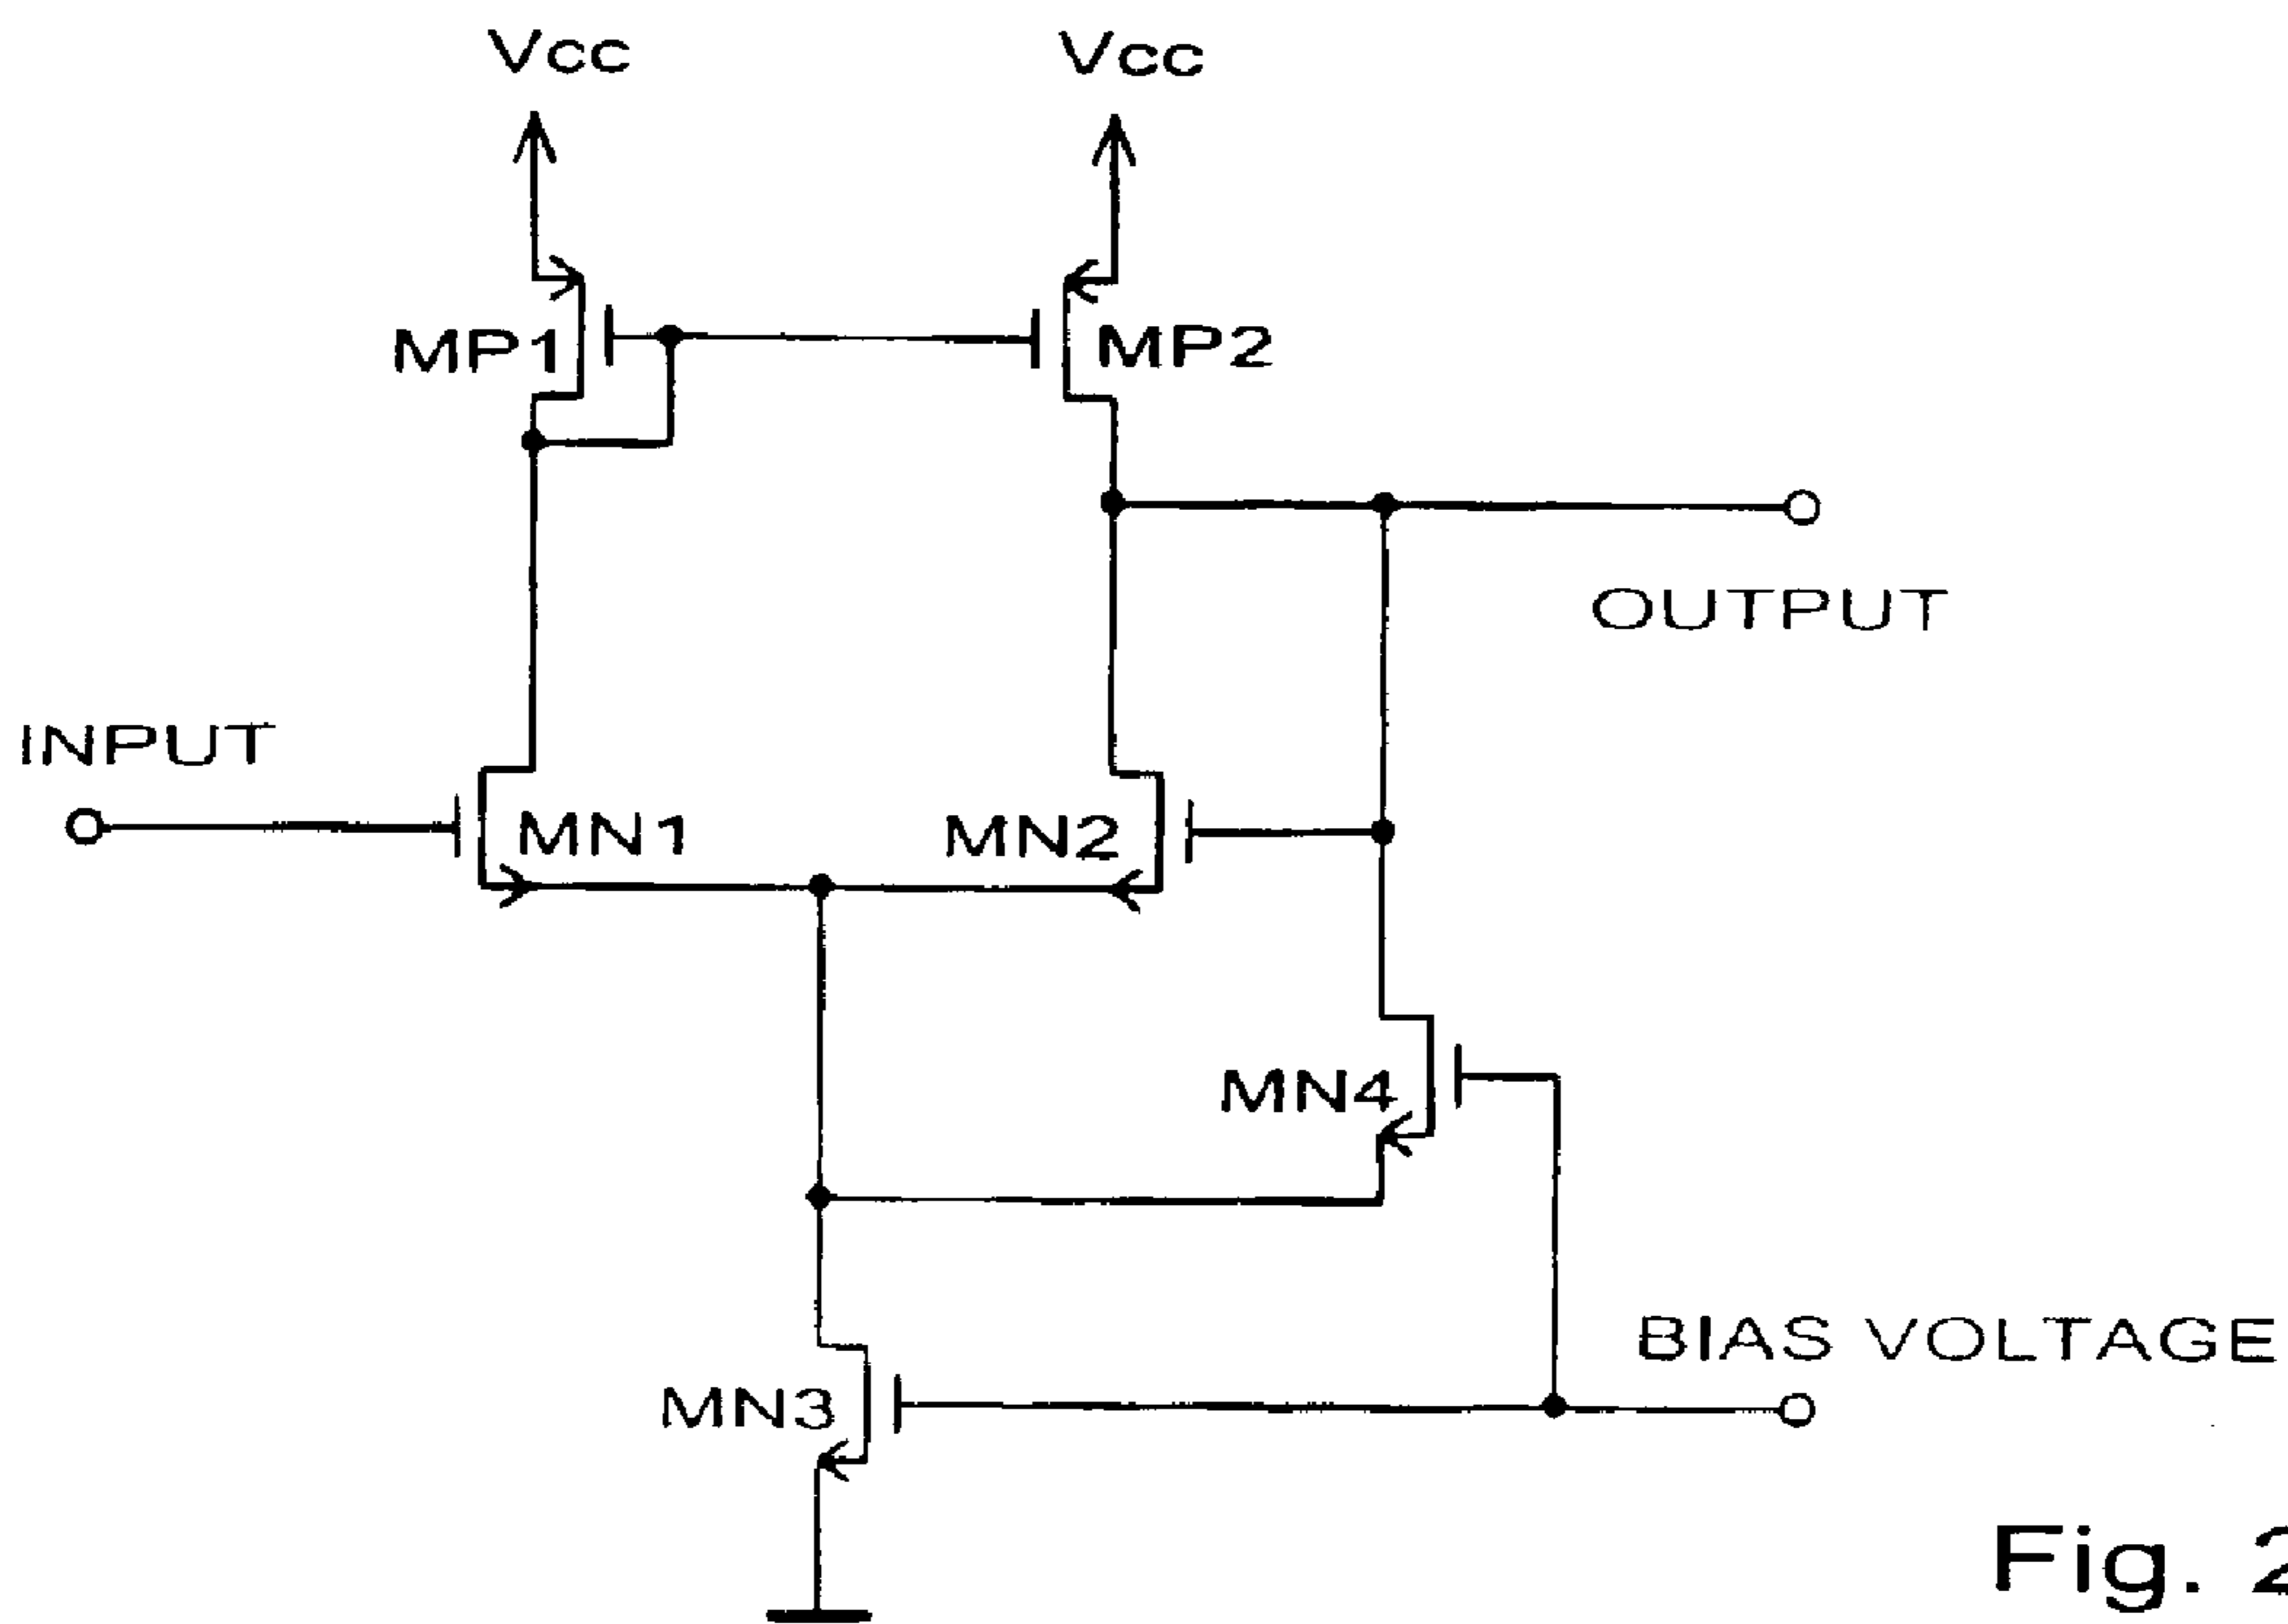 Vcc
Vcc
MP1
MP2
OUTPUT
INPUT
MN1
MN2
MN4
BIAS VOLTAGE
MN3
Fig. 2